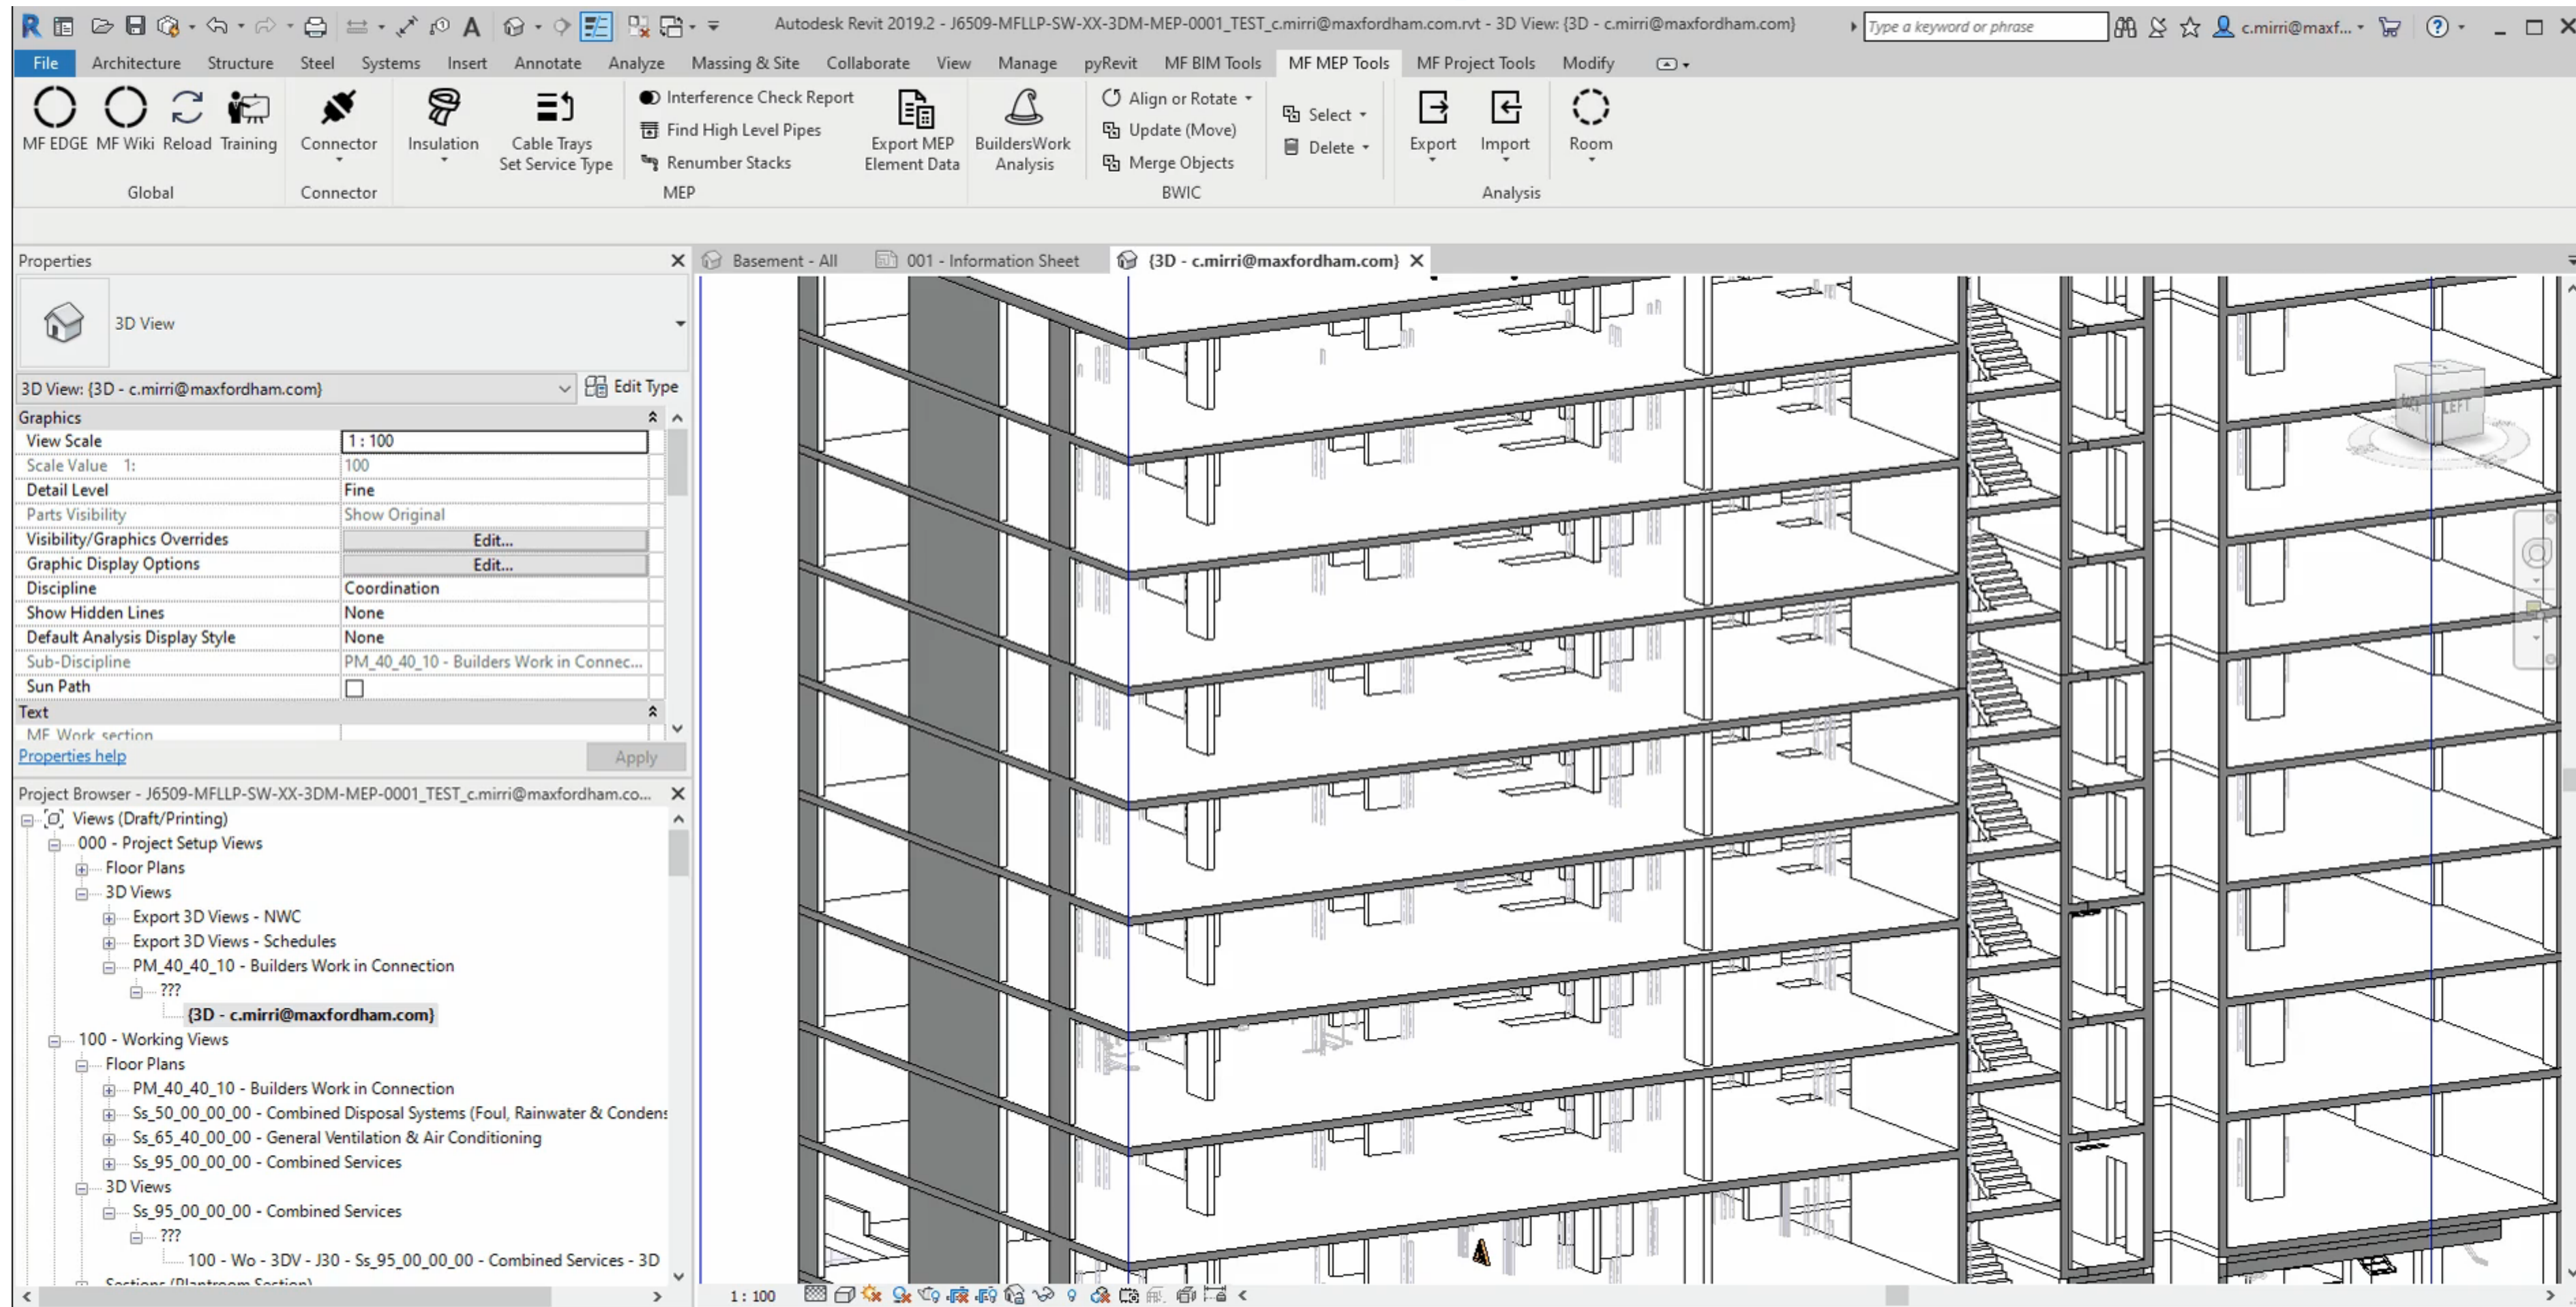 Autodesk Revit 2019.2 - J6509-MFLLP-SW-XX-3DM-MEP-0001_TEST_c.mirri@maxfordham.com.rvt - 3D View: {3D - c.mirri@maxfordham.com}
Type a keyword or phrase
c.mirri@maxf...
File Architecture Structure Steel Systems Insert Annotate Analyze Massing & Site Collaborate View Manage pyRevit MF BIM Tools MF MEP Tools MF Project Tools Modify
MF EDGE MF Wiki Reload Training
Global
Connector
Connector
Insulation
Cable Trays
Set Service Type
Interference Check Report
Find High Level Pipes
Renumber Stacks
Export MEP
Element Data
MEP
BuildersWork
Analysis
Align or Rotate
Update (Move)
Merge Objects
Select
Delete
BWIC
Export Import Room
Analysis
Properties
3D View
3D View: {3D - c.mirri@maxfordham.com} Edit Type
Graphics
View Scale 1 : 100
Scale Value 1: 100
Detail Level Fine
Parts Visibility Show Original
Visibility/Graphics Overrides Edit...
Graphic Display Options Edit...
Discipline Coordination
Show Hidden Lines None
Default Analysis Display Style None
Sub-Discipline PM_40_40_10 - Builders Work in Connec...
Sun Path
Text
MF Work section
Properties help Apply
Project Browser - J6509-MFLLP-SW-XX-3DM-MEP-0001_TEST_c.mirri@maxfordham.co...
Views (Draft/Printing)
000 - Project Setup Views
Floor Plans
3D Views
Export 3D Views - NWC
Export 3D Views - Schedules
PM_40_40_10 - Builders Work in Connection
???
{3D - c.mirri@maxfordham.com}
100 - Working Views
Floor Plans
PM_40_40_10 - Builders Work in Connection
Ss_50_00_00_00 - Combined Disposal Systems (Foul, Rainwater & Condens
Ss_65_40_00_00 - General Ventilation & Air Conditioning
Ss_95_00_00_00 - Combined Services
3D Views
Ss_95_00_00_00 - Combined Services
???
100 - Wo - 3DV - J30 - Ss_95_00_00_00 - Combined Services - 3D
Sections (Plantroom Section)
Basement - All
001 - Information Sheet
{3D - c.mirri@maxfordham.com}
LEFT
1 : 100